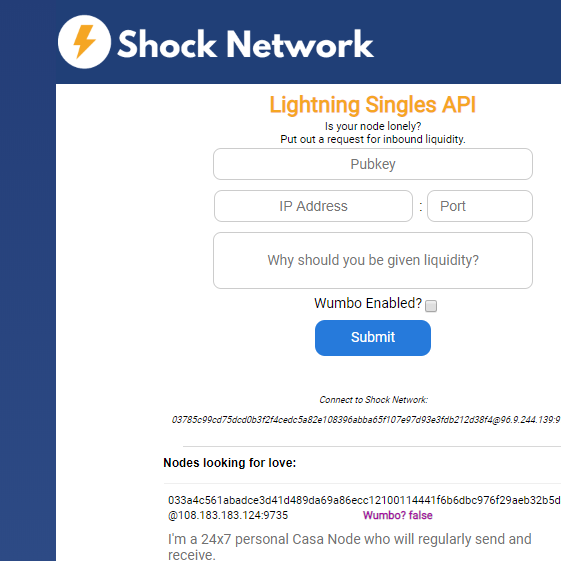 Shock Network
Lightning Singles API
Is your node lonely?
Put out a request for inbound liquidity.
Pubkey
IP Address : Port
Why should you be given liquidity?
Wumbo Enabled?
Submit
Connect to Shock Network:
03785c99cd75dcd0b3f2f4cedc5a82e108396abba65f107e97d93e3fdb212d38f4@96.9.244.139:9
Nodes looking for love:
033a4c561abadce3d41d489da69a86ecc12100114441f6b6dbc976f29aeb32b5d
@108.183.183.124:9735 Wumbo? false
I'm a 24x7 personal Casa Node who will regularly send and
receive.